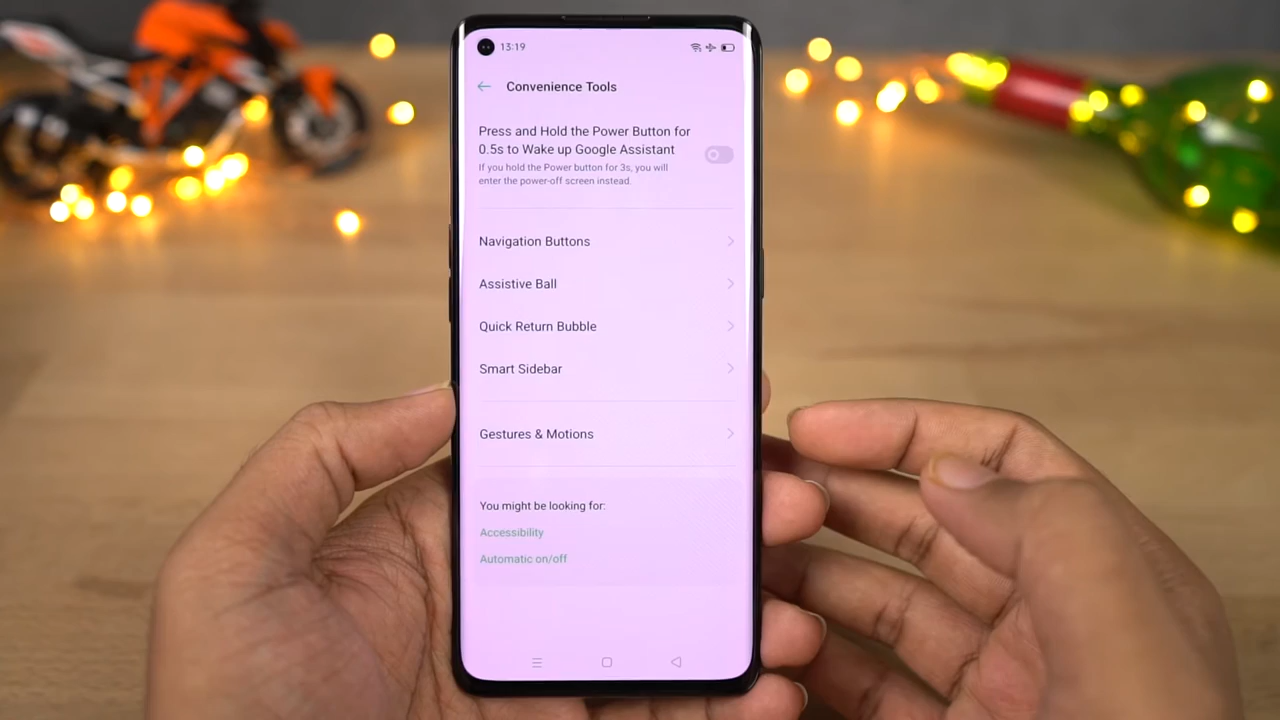 13:19
Convenience Tools
Press and Hold the Power Button for
0.5s to Wake up Google Assistant
If you hold the Power button for 3s, you will
enter the power-off screen instead.
Navigation Buttons
Assistive Ball
Quick Return Bubble
Smart Sidebar
Gestures & Motions
You might be looking for:
Accessibility
Automatic on/off